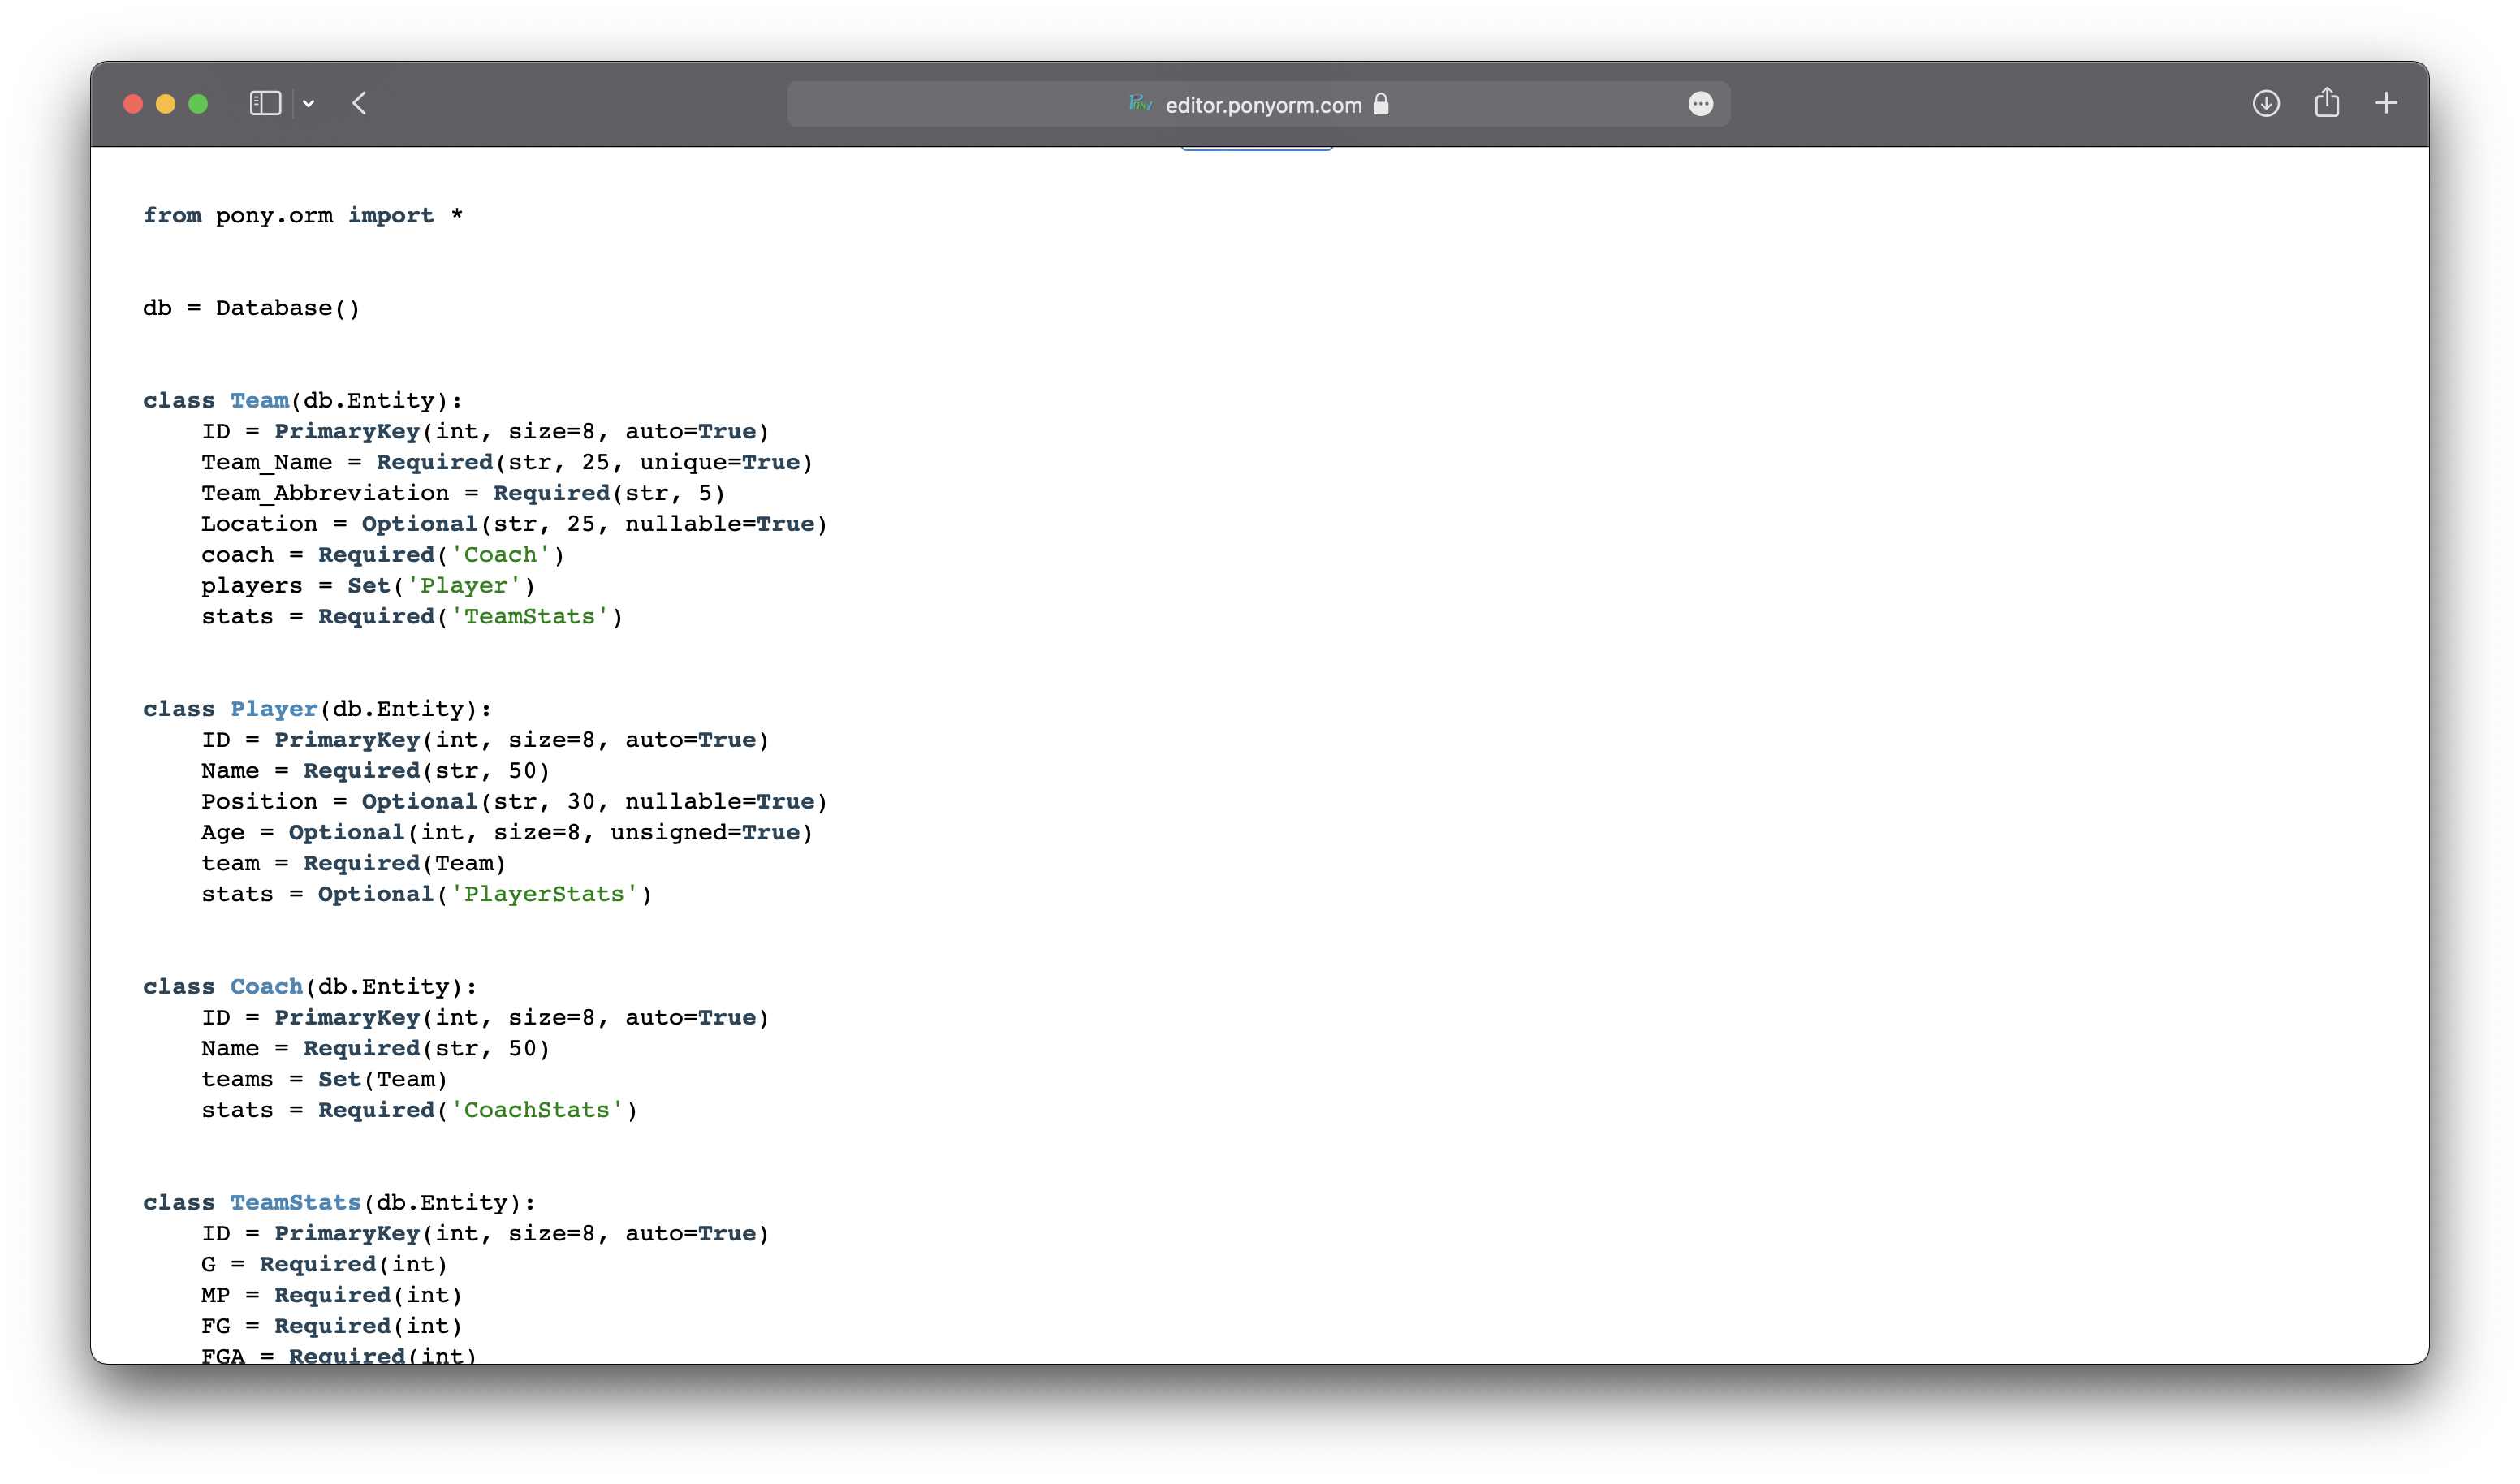 editor.ponyorm.com
from pony.orm import *
db = Database()
class Team(db.Entity):
    ID = PrimaryKey(int, size=8, auto=True)
    Team_Name = Required(str, 25, unique=True)
    Team_Abbreviation = Required(str, 5)
    Location = Optional(str, 25, nullable=True)
    coach = Required('Coach')
    players = Set('Player')
    stats = Required('TeamStats')
class Player(db.Entity):
    ID = PrimaryKey(int, size=8, auto=True)
    Name = Required(str, 50)
    Position = Optional(str, 30, nullable=True)
    Age = Optional(int, size=8, unsigned=True)
    team = Required(Team)
    stats = Optional('PlayerStats')
class Coach(db.Entity):
    ID = PrimaryKey(int, size=8, auto=True)
    Name = Required(str, 50)
    teams = Set(Team)
    stats = Required('CoachStats')
class TeamStats(db.Entity):
    ID = PrimaryKey(int, size=8, auto=True)
    G = Required(int)
    MP = Required(int)
    FG = Required(int)
    FGA = Required(int)